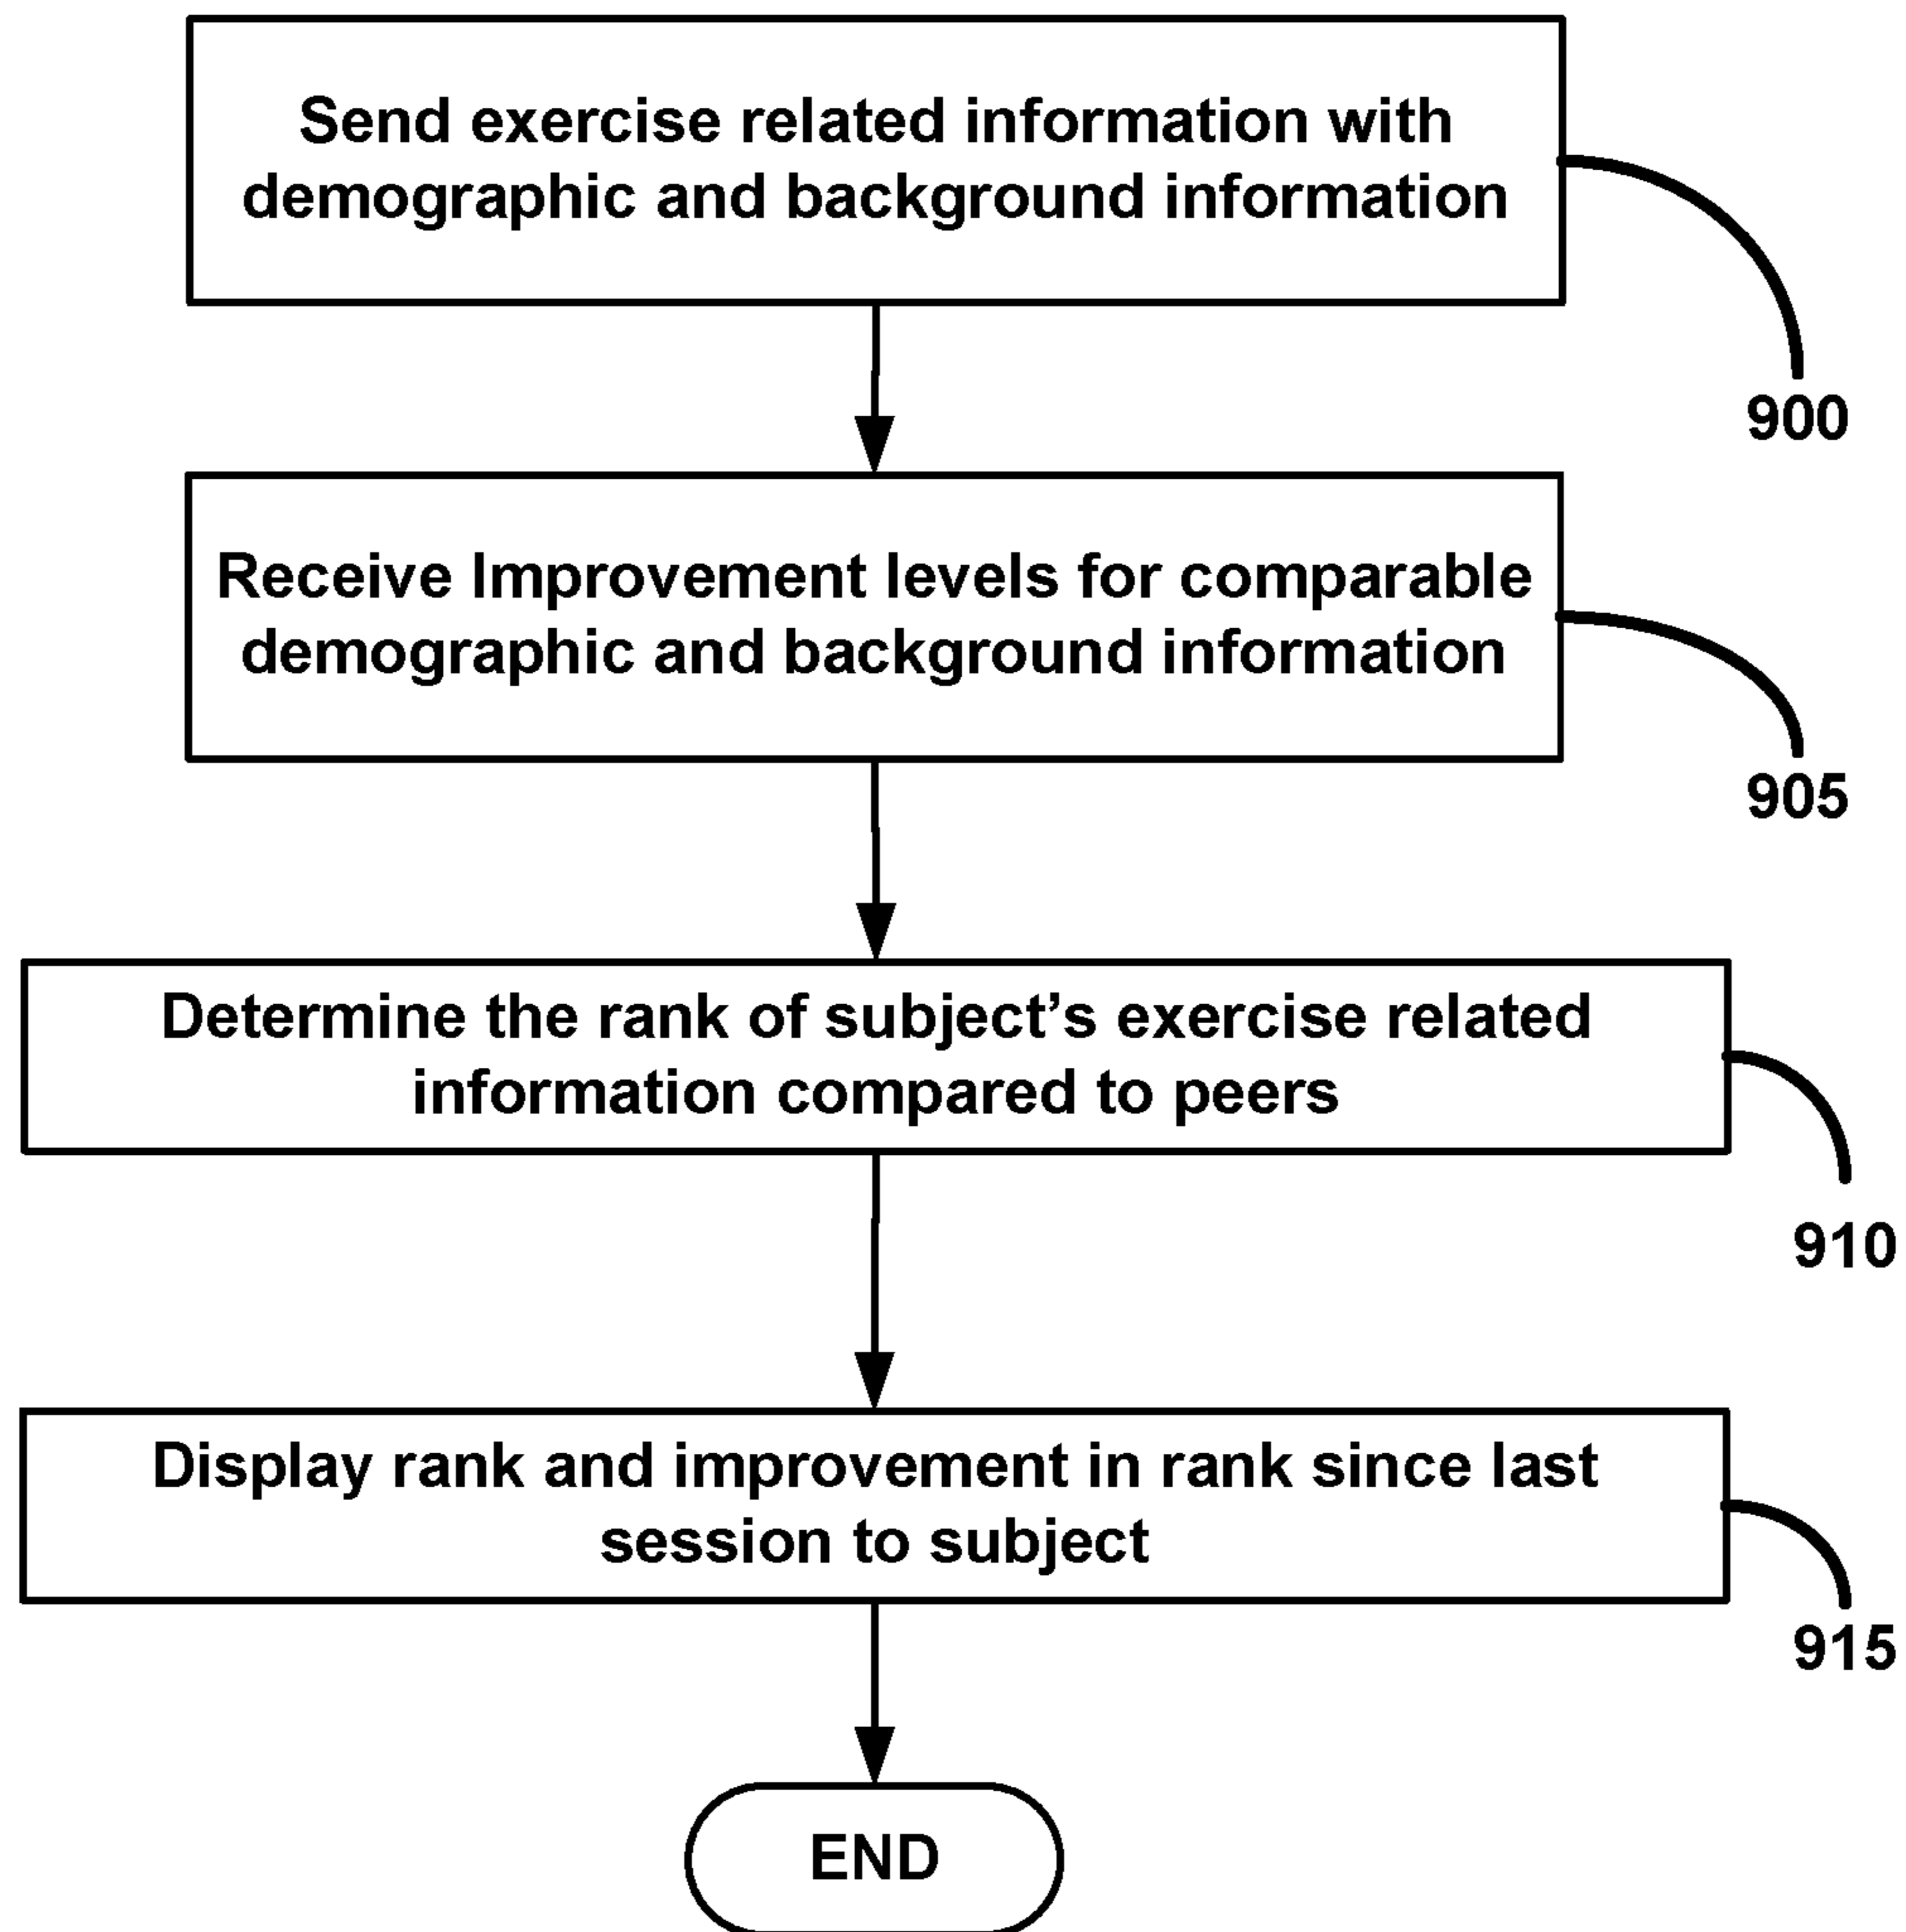 Send exercise related information with
demographic and background information
900
Receive Improvement levels for comparable
demographic and background information
905
Determine the rank of subject’s exercise related
information compared to peers
910
Display rank and improvement in rank since last
session to subject
915
END